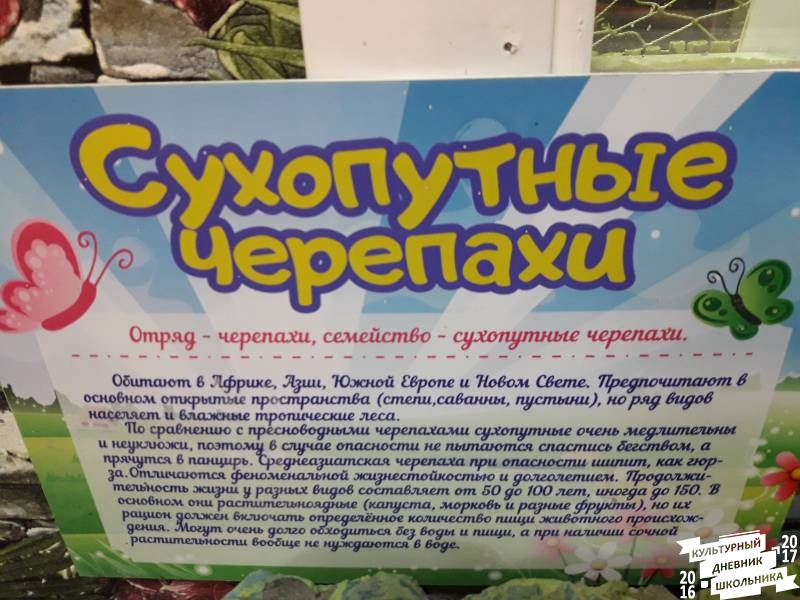 Сухопутные
черепахи
Отряд - черепахи, семейство - сухопутные черепахи.
Обитают в Африке, Азии, Южной Европе и Новом Свете. Предпочитают в
основном открытые пространства (степи,саванны, пустыни), но ряд видов
населяет и влажные тропические леса.
По сравнению с пресноводными черепахами сухопутные очень медлительны
и неуклюжи, поэтому в случае опасности не пытаются спастись бегством, а
прячутся в панцирь. Среднеазиатская черепаха при опасности шипит, как гюр-
за.Отличаются феноменальной жизнестойкостью и долголетием. Продолжи-
тельность жизни у разных видов составляет от 50 до 100 лет, иногда до 150. В
основном они растительноядные (капуста, морковь и разные фрукты), но их
рацион должен включать определённое количество пищи животного происхож-
дения. Могут очень долго обходиться без воды и пищи, а при наличии сочной
растительности вообще не нуждаются в воде.
КУЛЬТУРНЫЙ
ДНЕВНИК
ШКОЛЬНИКА
2016
2017